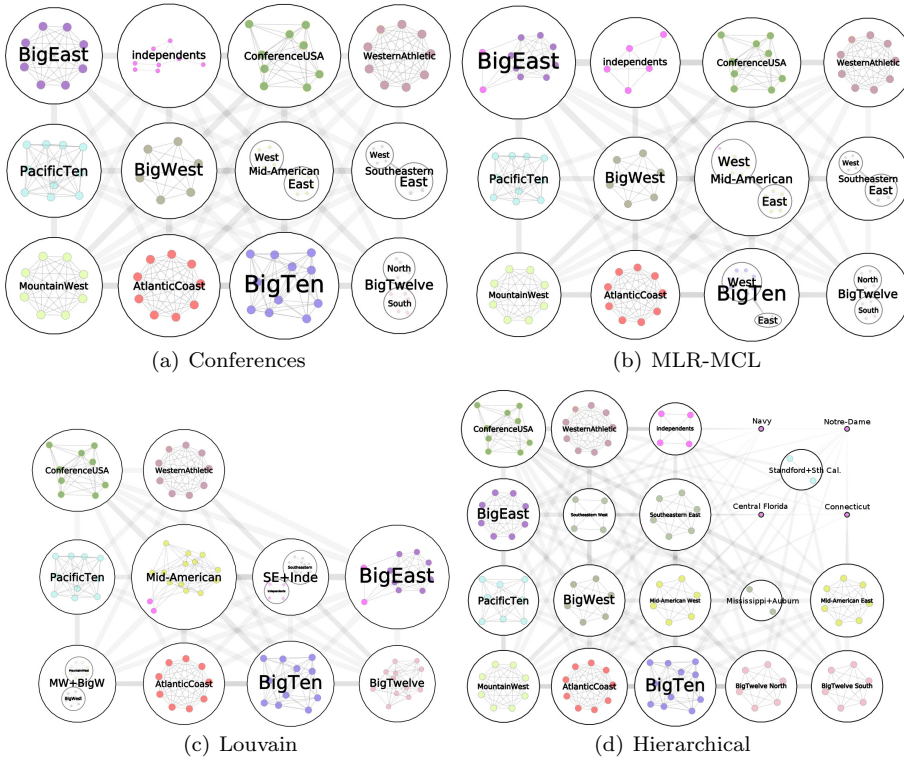 BigEast
independents
ConferenceUSA
WesternAthletic
PacificTen
BigWest
West
Mid-American
East
West
Southeastern
East
MountainWest
AtlanticCoast
BigTen
North
BigTwelve
South
(a) Conferences
BigEast
independents
ConferenceUSA
WesternAthletic
PacificTen
BigWest
West
Mid-American
East
West
Southeastern
East
MountainWest
AtlanticCoast
West
BigTen
East
North
BigTwelve
South
(b) MLR-MCL
ConferenceUSA
WesternAthletic
PacificTen
Mid-American
Southeastern
SE+Inde
Independents
BigEast
MountainWest
MW+BigW
BigWest
AtlanticCoast
BigTen
BigTwelve
(c) Louvain
ConferenceUSA
WesternAthletic
independents
Navy
Notre-Dame
Standford+Sth Cal.
BigEast
Southeastern West
Southeastern East
Central Florida
Connecticut
PacificTen
BigWest
Mid-American West
Mississippi+Auburn
Mid-American East
MountainWest
AtlanticCoast
BigTen
BigTwelve North
BigTwelve South
(d) Hierarchical